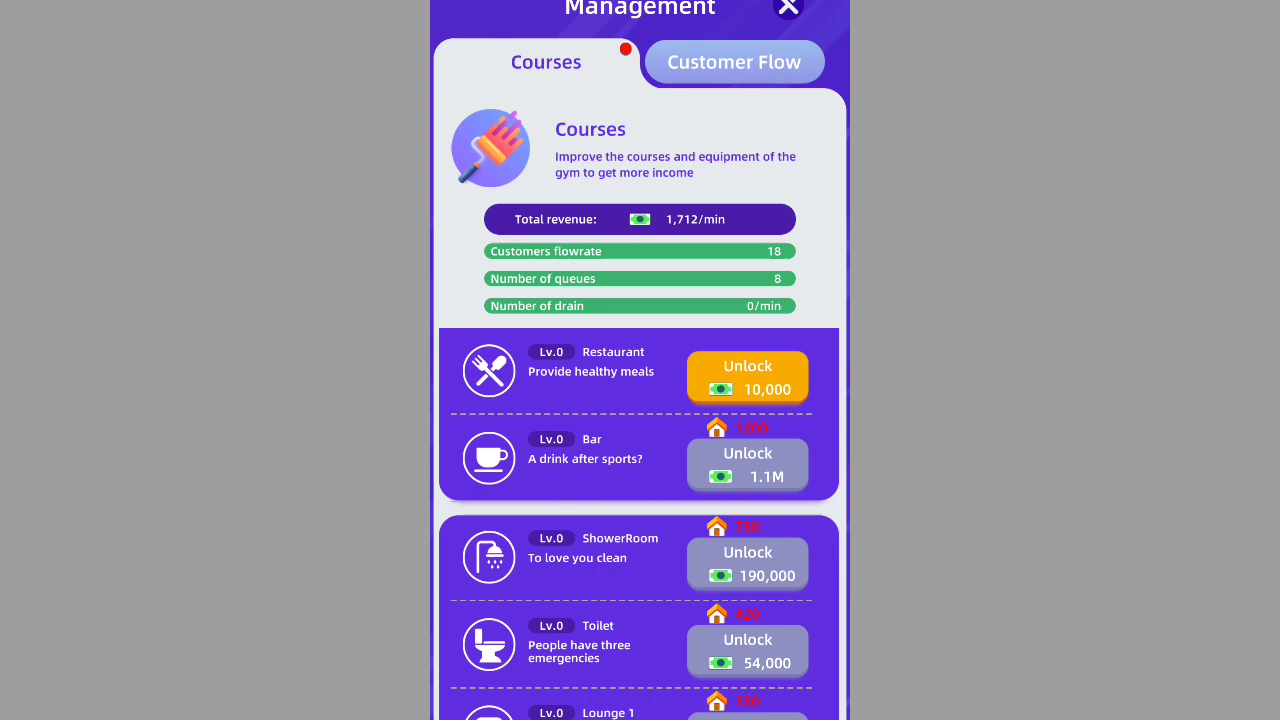 Management
Courses
Customer Flow
Courses
Improve the courses and equipment of the
gym to get more income
Total revenue: 1,712/min
Customers flowrate 18
Number of queues 8
Number of drain 0/min
Lv.0 Restaurant
Provide healthy meals
Unlock
10,000
1200
Lv.0 Bar
A drink after sports?
Unlock
1.1M
Lv.0 ShowerRoom
To love you clean
Unlock
190,000
420
Lv.0 Toilet
People have three
emergencies
Unlock
54,000
Lv.0 Lounge 1